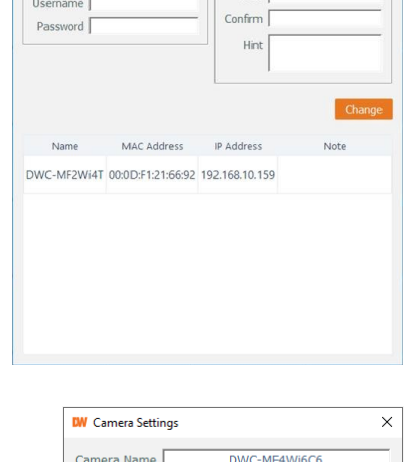 Username
Password
Confirm
Hint
Change
Name MAC Address IP Address Note
DWC-MF2Wi4T 00:0D:F1:21:66:92 192.168.10.159
DW Camera Settings
Camera Name DWC-MF4Wi6C6